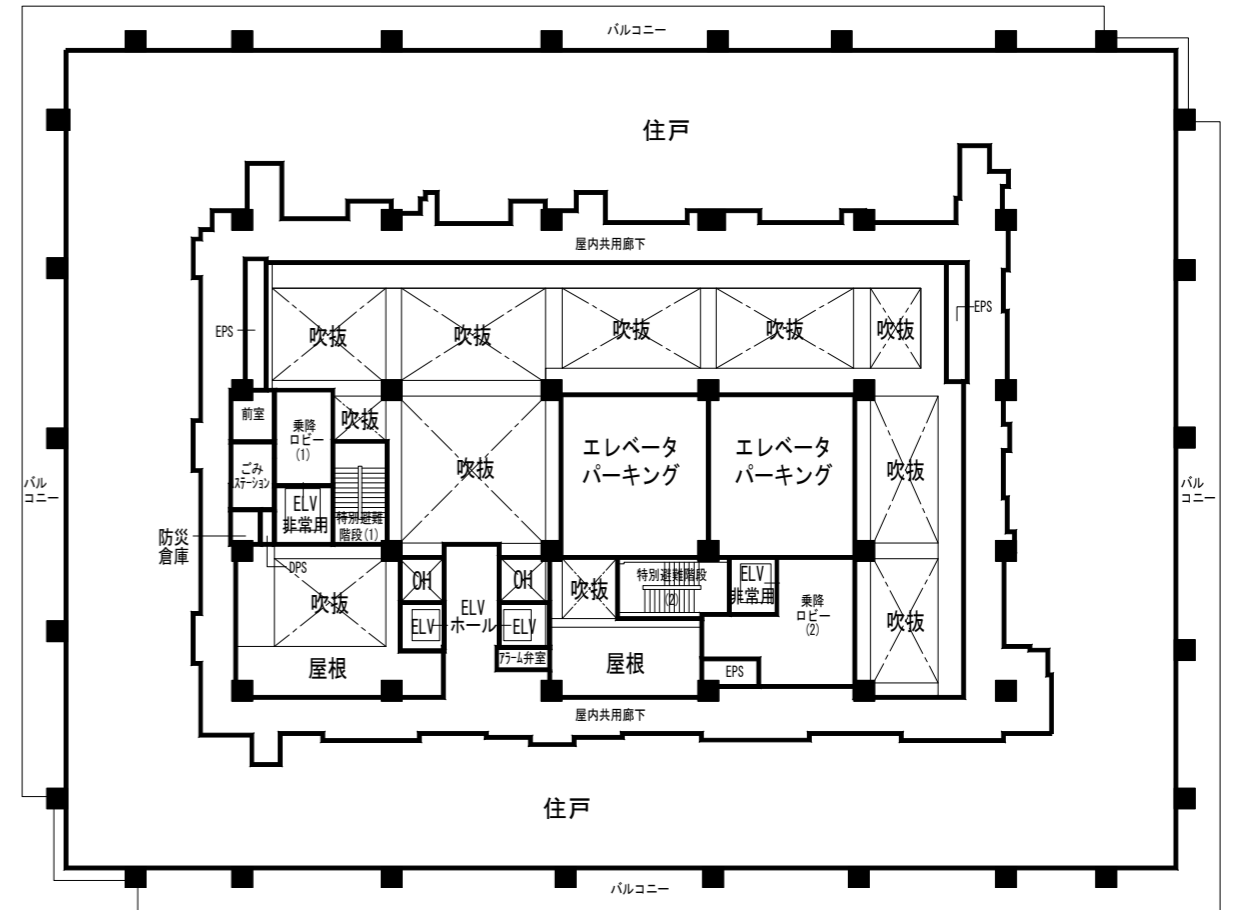 バルコニー
住戸
屋内共用廊下
EPS
吹抜
吹抜
吹抜
吹抜
吹抜
EPS
前室
乗降
ロビー
(1)
吹抜
ごみ
ステーション
ELV
非常用
特別避難
階段(1)
吹抜
エレベータ
パーキング
エレベータ
パーキング
吹抜
バル
コニー
バル
コニー
防災
倉庫
DPS
吹抜
屋根
OH
ELV
ELV
ホール
OH
ELV
アラーム弁室
吹抜
特別避難階段
(2)
ELV
非常用
乗降
ロビー
(2)
吹抜
屋根
EPS
屋内共用廊下
住戸
バルコニー